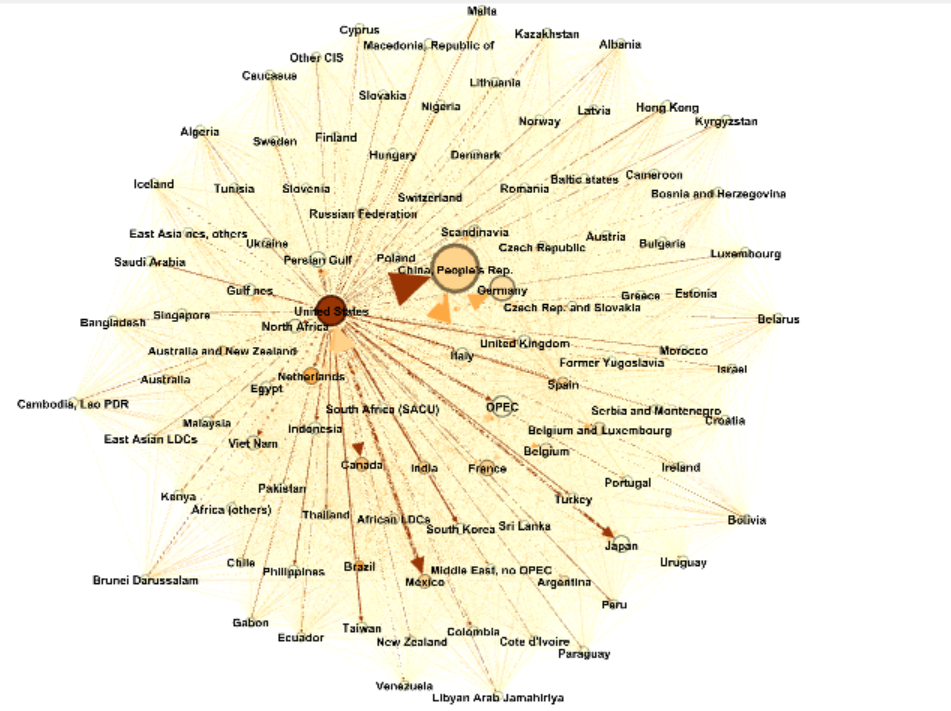 Malta
Cyprus
Kazakhstan
Macedonia, Republic of
Albania
Other CIS
Caucasus
Lithuania
Slovakia
Nigeria
Latvia
Hong Kong
Norway
Kyrgyzstan
Algeria
Sweden
Finland
Hungary
Denmark
Iceland
Tunisia
Slovenia
Switzerland
Romania
Baltic states
Cameroon
Bosnia and Herzegovina
Russian Federation
East Asia nes, others
Ukraine
Scandinavia
Czech Republic
Austria
Bulgaria
Luxembourg
Saudi Arabia
Persian Gulf
Poland
China, People's Rep.
Gulf nes
Germany
Czech Rep. and Slovakia
Greece
Estonia
United States
Bangladesh
Singapore
North Africa
Belarus
Australia and New Zealand
Italy
United Kingdom
Former Yugoslavia
Morocco
Israel
Australia
Netherlands
Egypt
Spain
Cambodia, Lao PDR
South Africa (SACU)
OPEC
Serbia and Montenegro
Croatia
Malaysia
Indonesia
Belgium and Luxembourg
East Asian LDCs
Viet Nam
Belgium
Canada
India
France
Ireland
Portugal
Kenya
Pakistan
Turkey
Africa (others)
Thailand
African LDCs
South Korea
Sri Lanka
Bolivia
Japan
Chile
Philippines
Brazil
Middle East, no OPEC
Uruguay
Brunei Darussalam
Mexico
Argentina
Peru
Gabon
Ecuador
Taiwan
New Zealand
Colombia
Cote d'Ivoire
Paraguay
Venezuela
Libyan Arab Jamahiriya